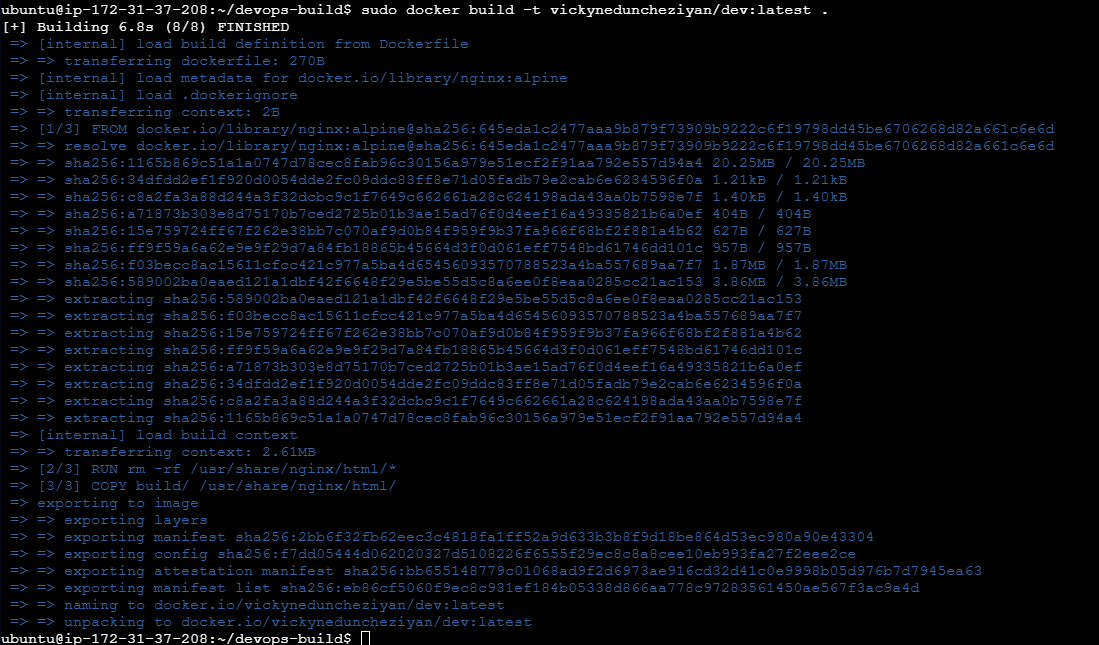 ubuntu@ip-172-31-37-208:~/devops-build$ sudo docker build -t vickyneduncheziyan/dev:latest .
[+] Building 6.8s (8/8) FINISHED
=> [internal] load build definition from Dockerfile
=> => transferring dockerfile: 270B
=> [internal] load metadata for docker.io/library/nginx:alpine
=> [internal] load .dockerignore
=> => transferring context: 2B
=> [1/3] FROM docker.io/library/nginx:alpine@sha256:645eda1c2477aaa9b879f73909b9222c6f19798dd45be6706268d82a661c6e6d
=> => resolve docker.io/library/nginx:alpine@sha256:645eda1c2477aaa9b879f73909b9222c6f19798dd45be6706268d82a661c6e6d
=> => sha256:1165b869c51a1a0747d78cec8fab96c30156a979e51ecf2f91aa792e557d94a4 20.25MB / 20.25MB
=> => sha256:34dfdd2ef1f920d0054dde2fc09ddc83ff8e71d05fadb79e2cab6e6234596f0a 1.21kB / 1.21kB
=> => sha256:c8a2fa3a88d244a3f32dcbc9c1f7649c662661a28c624198ada43aa0b7598e7f 1.40kB / 1.40kB
=> => sha256:a71873b303e8d75170b7ced2725b01b3ae15ad76f0d4eef16a49335821b6a0ef 404B / 404B
=> => sha256:15e759724ff67f262e38bb7c070af9d0b84f959f9b37fa966f68bf2f881a4b62 627B / 627B
=> => sha256:ff9f59a6a62e9e9f29d7a84fb18865b45664d3f0d061eff7548bd61746dd101c 957B / 957B
=> => sha256:f03becc8ac15611cfcc421c977a5ba4d65456093570788523a4ba557689aa7f7 1.87MB / 1.87MB
=> => sha256:589002ba0eaed121a1dbf42f6648f29e5be55d5c8a6ee0f8eaa0285cc21ac153 3.86MB / 3.86MB
=> => extracting sha256:589002ba0eaed121a1dbf42f6648f29e5be55d5c8a6ee0f8eaa0285cc21ac153
=> => extracting sha256:f03becc8ac15611cfcc421c977a5ba4d65456093570788523a4ba557689aa7f7
=> => extracting sha256:15e759724ff67f262e38bb7c070af9d0b84f959f9b37fa966f68bf2f881a4b62
=> => extracting sha256:ff9f59a6a62e9e9f29d7a84fb18865b45664d3f0d061eff7548bd61746dd101c
=> => extracting sha256:a71873b303e8d75170b7ced2725b01b3ae15ad76f0d4eef16a49335821b6a0ef
=> => extracting sha256:34dfdd2ef1f920d0054dde2fc09ddc83ff8e71d05fadb79e2cab6e6234596f0a
=> => extracting sha256:c8a2fa3a88d244a3f32dcbc9c1f7649c662661a28c624198ada43aa0b7598e7f
=> => extracting sha256:1165b869c51a1a0747d78cec8fab96c30156a979e51ecf2f91aa792e557d94a4
=> [internal] load build context
=> => transferring context: 2.61MB
=> [2/3] RUN rm -rf /usr/share/nginx/html/*
=> [3/3] COPY build/ /usr/share/nginx/html/
=> exporting to image
=> => exporting layers
=> => exporting manifest sha256:2bb6f32fb62eec3c4818fa1ff52a9d633b3b8f9d18be864d53ec980a90e43304
=> => exporting config sha256:f7dd05444d062020327d5108226f6555f29ec8c8a8cee10eb993fa27f2eee2ce
=> => exporting attestation manifest sha256:bb655148779c01068ad9f2d6973ae916cd32d41c0e9998b05d976b7d7945ea63
=> => exporting manifest list sha256:eb86cf5060f9ec8c931ef184b05338d866aa778c97283561450ae567f3ac9a4d
=> => naming to docker.io/vickyneduncheziyan/dev:latest
=> => unpacking to docker.io/vickyneduncheziyan/dev:latest
ubuntu@ip-172-31-37-208:~/devops-build$